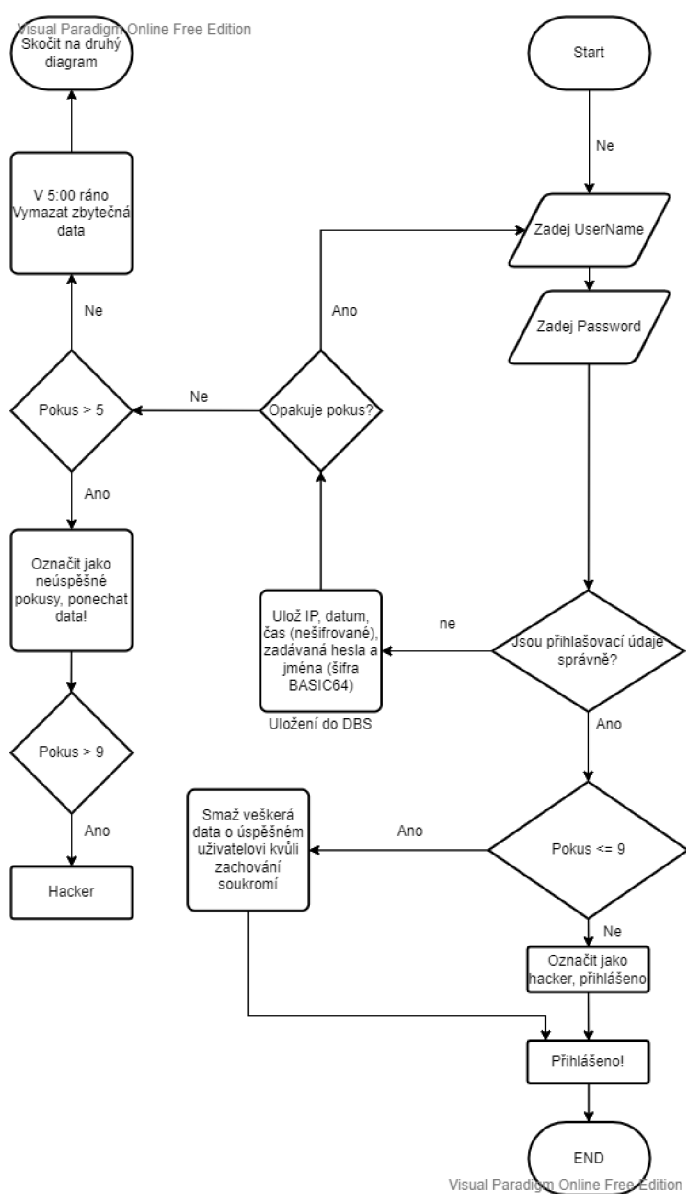 Visual Paradigm Online Free Edition
Skočit na druhý
diagram
Start
Ne
V 5:00 ráno
Vymazat zbytečná
data
Zadej UserName
Ano
Ne
Zadej Password
Pokus > 5
Ne
Opakuje pokus?
Ano
Označit jako
neúspěšné
pokusy, ponechat
data!
Ulož IP, datum,
čas (nešifrované),
zadávaná hesla a
jména (šifra
BASIC64)
Uložení do DBS
ne
Jsou přihlašovací údaje
správně?
Ano
Pokus > 9
Ano
Hacker
Smaž veškerá
data o úspěšném
uživatelovi kvůli
zachování
soukromí
Ano
Pokus <= 9
Ne
Označit jako
hacker, přihlášeno
Přihlášeno!
END
Visual Paradigm Online Free Edition